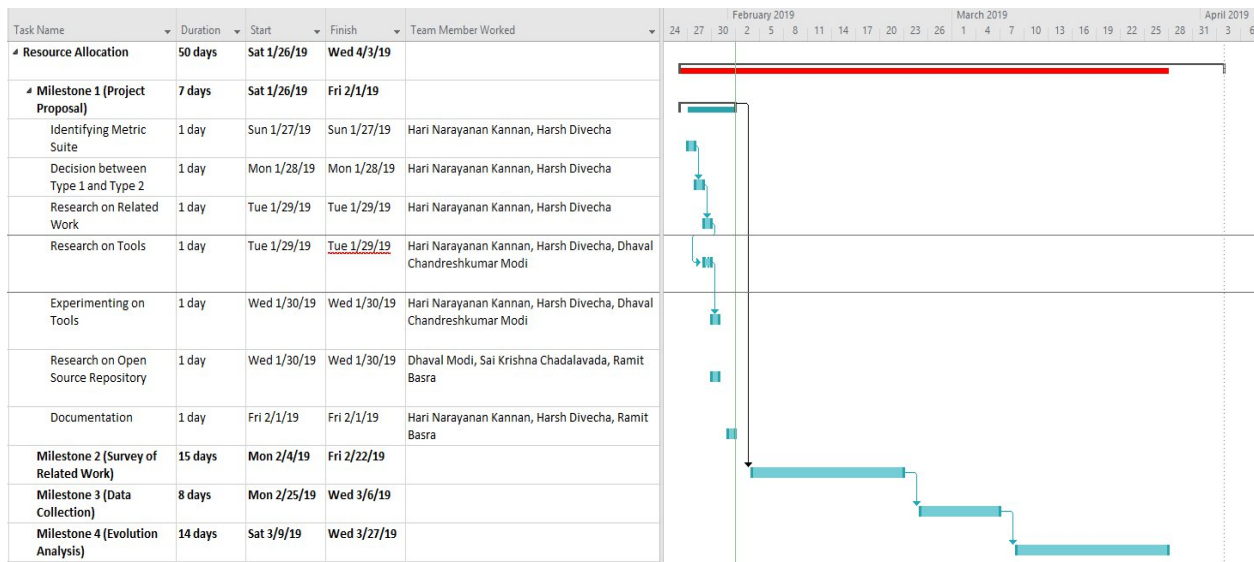 February 2019 March 2019 April 2019
Task Name Duration Start Finish Team Member Worked 24 27 30 2 5 8 11 14 17 20 23 26 1 4 7 10 13 16 19 22 25 28 31 3 6
Resource Allocation 50 days Sat 1/26/19 Wed 4/3/19
Milestone 1 (Project 7 days Sat 1/26/19 Fri 2/1/19
Proposal)
Identifying Metric 1 day Sun 1/27/19 Sun 1/27/19 Hari Narayanan Kannan, Harsh Divecha
Suite
Decision between 1 day Mon 1/28/19 Mon 1/28/19 Hari Narayanan Kannan, Harsh Divecha
Type 1 and Type 2
Research on Related 1 day Tue 1/29/19 Tue 1/29/19 Hari Narayanan Kannan, Harsh Divecha
Work
Research on Tools 1 day Tue 1/29/19 Tue 1/29/19 Hari Narayanan Kannan, Harsh Divecha, Dhaval
Chandreshkumar Modi
Experimenting on 1 day Wed 1/30/19 Wed 1/30/19 Hari Narayanan Kannan, Harsh Divecha, Dhaval
Tools Chandreshkumar Modi
Research on Open 1 day Wed 1/30/19 Wed 1/30/19 Dhaval Modi, Sai Krishna Chadalavada, Ramit
Source Repository Basra
Documentation 1 day Fri 2/1/19 Fri 2/1/19 Hari Narayanan Kannan, Harsh Divecha, Ramit
Basra
Milestone 2 (Survey of 15 days Mon 2/4/19 Fri 2/22/19
Related Work)
Milestone 3 (Data 8 days Mon 2/25/19 Wed 3/6/19
Collection)
Milestone 4 (Evolution 14 days Sat 3/9/19 Wed 3/27/19
Analysis)